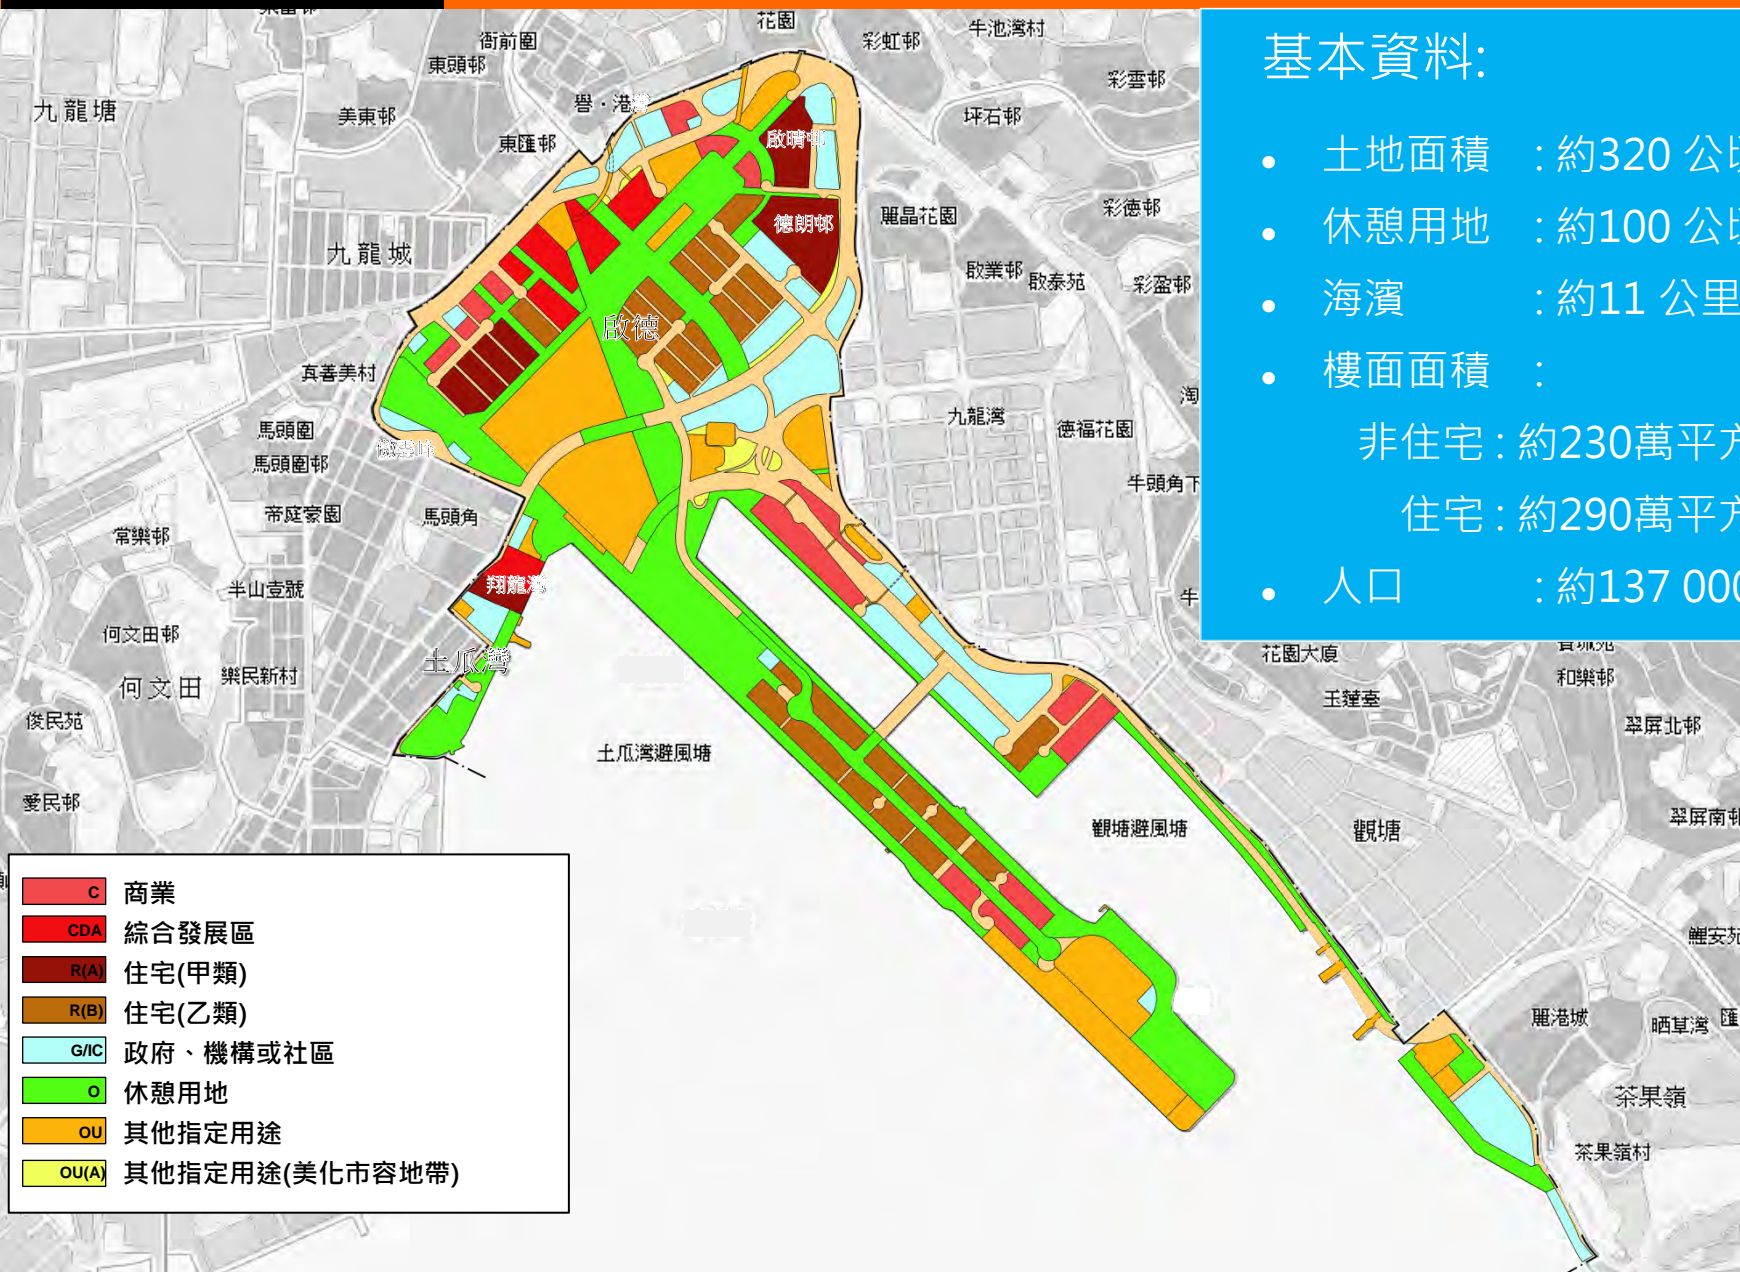 基本資料:
• 土地面積 : 約320 公
• 休憩用地 : 約100 公
• 海濱 : 約11 公里
• 樓面面積 :
非住宅 : 約230萬平方
住宅 : 約290萬平方
• 人口 : 約137 000
花園
牛池灣村
衙前圍
彩虹邨
東頭邨
彩雲邨
九龍塘
譽·港灣
美東邨
坪石邨
東匯邨
啟晴邨
彩德邨
麗晶花園
德朗邨
九龍城
啟業邨
啟泰苑
彩盈邨
啟德
真善美村
淘
九龍灣
德福花園
馬頭圍
馬頭圍邨
牛頭角下
帝庭豪園
馬頭角
常樂邨
半山壹號
翔龍灣
牛
何文田邨
土瓜灣
樂民新村
何文田
花園大廈
和樂邨
玉蓮臺
俊民苑
翠屏北邨
土瓜灣避風塘
愛民邨
觀塘避風塘
觀塘
翠屏南邨
鯉安苑
麗港城
晒草灣
匯
茶果嶺
茶果嶺村
C 商業
CDA 綜合發展區
R(A) 住宅(甲類)
R(B) 住宅(乙類)
G/IC 政府、機構或社區
O 休憩用地
OU 其他指定用途
OU(A) 其他指定用途(美化市容地帶)